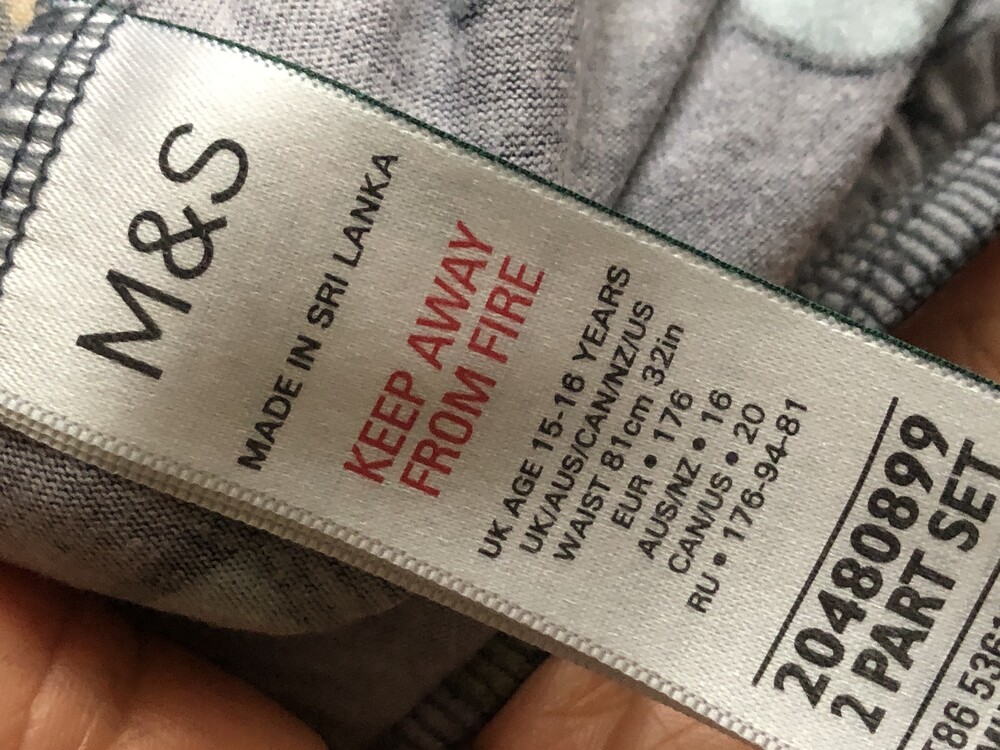 M&S
MADE IN SRI LANKA
KEEP AWAY
FROM FIRE
UK AGE 15-16 YEARS
UK/AUS/CAN/NZ/US
WAIST 81cm 32in
EUR • 176
AUS/NZ • 16
CAN/US • 20
RU • 176-94-81
20480899
2 PART SET